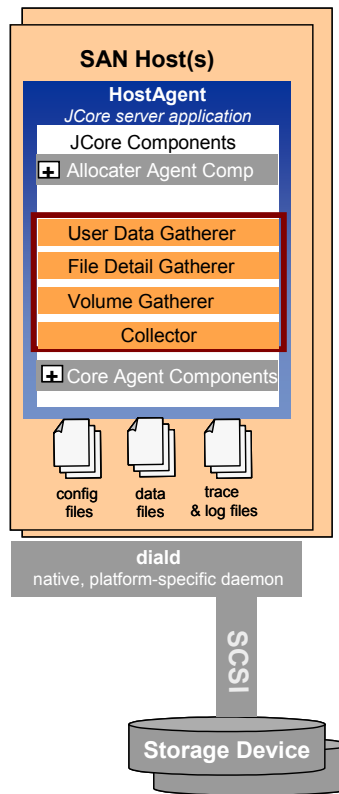 SAN Host(s)
HostAgent
JCore server application
JCore Components
Allocater Agent Comp
User Data Gatherer
File Detail Gatherer
Volume Gatherer
Collector
Core Agent Components
config
files
data
files
trace
& log files
diald
native, platform-specific daemon
SCSI
Storage Device